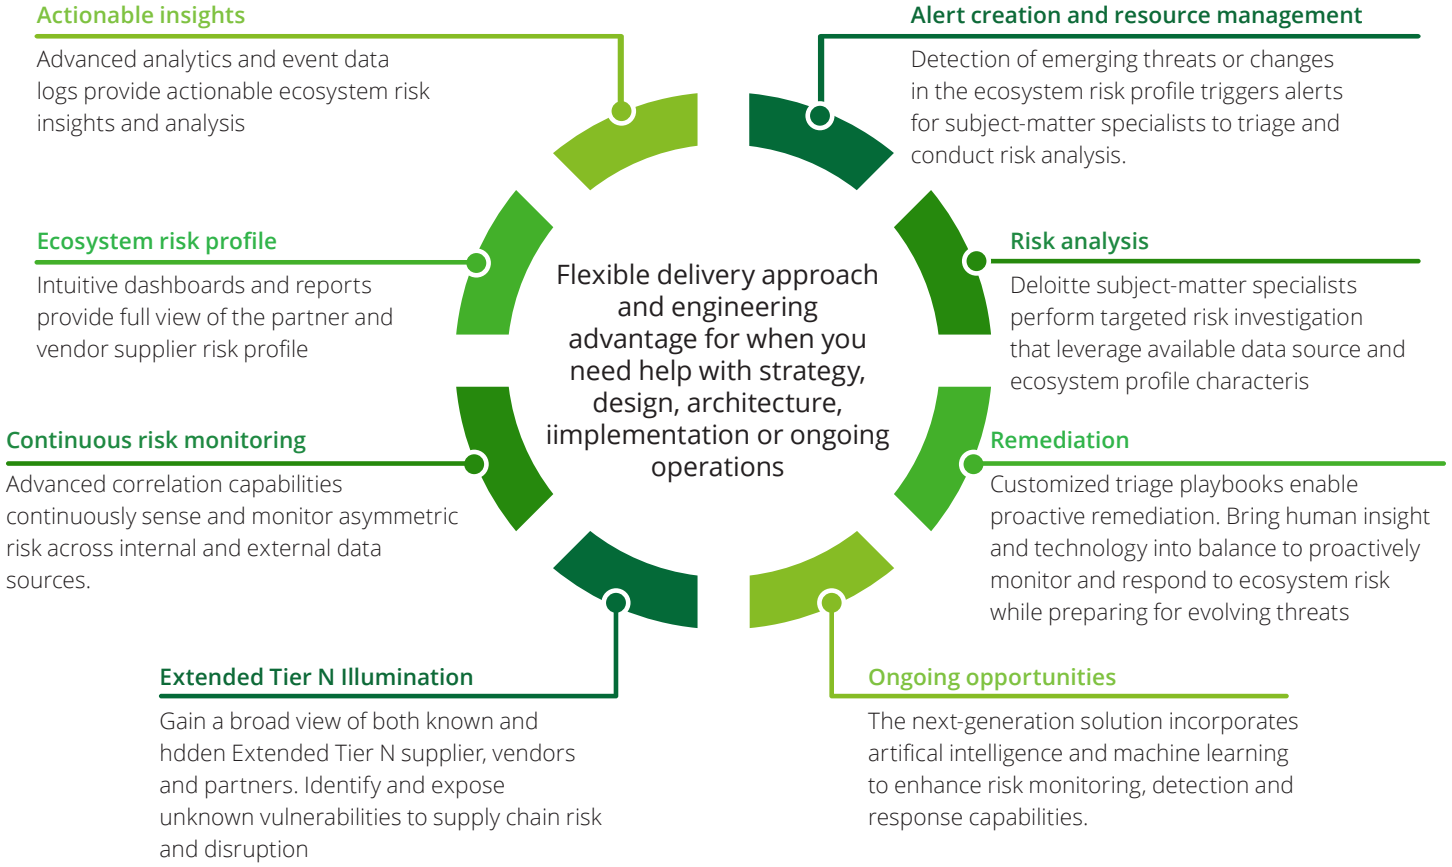 Actionable insights
Advanced analytics and event data
logs provide actionable ecosystem risk
insights and analysis
Alert creation and resource management
Detection of emerging threats or changes
in the ecosystem risk profile triggers alerts
for subject-matter specialists to triage and
conduct risk analysis.
Ecosystem risk profile
Intuitive dashboards and reports
provide full view of the partner and
vendor supplier risk profile
Flexible delivery approach
and engineering
advantage for when you
need help with strategy,
design, architecture,
iimplementation or ongoing
operations
Risk analysis
Deloitte subject-matter specialists
perform targeted risk investigation
that leverage available data source and
ecosystem profile characteris
Continuous risk monitoring
Advanced correlation capabilities
continuously sense and monitor asymmetric
risk across internal and external data
sources.
Remediation
Customized triage playbooks enable
proactive remediation. Bring human insight
and technology into balance to proactively
monitor and respond to ecosystem risk
while preparing for evolving threats
Extended Tier N Illumination
Gain a broad view of both known and
hdden Extended Tier N supplier, vendors
and partners. Identify and expose
unknown vulnerabilities to supply chain risk
and disruption
Ongoing opportunities
The next-generation solution incorporates
artifical intelligence and machine learning
to enhance risk monitoring, detection and
response capabilities.